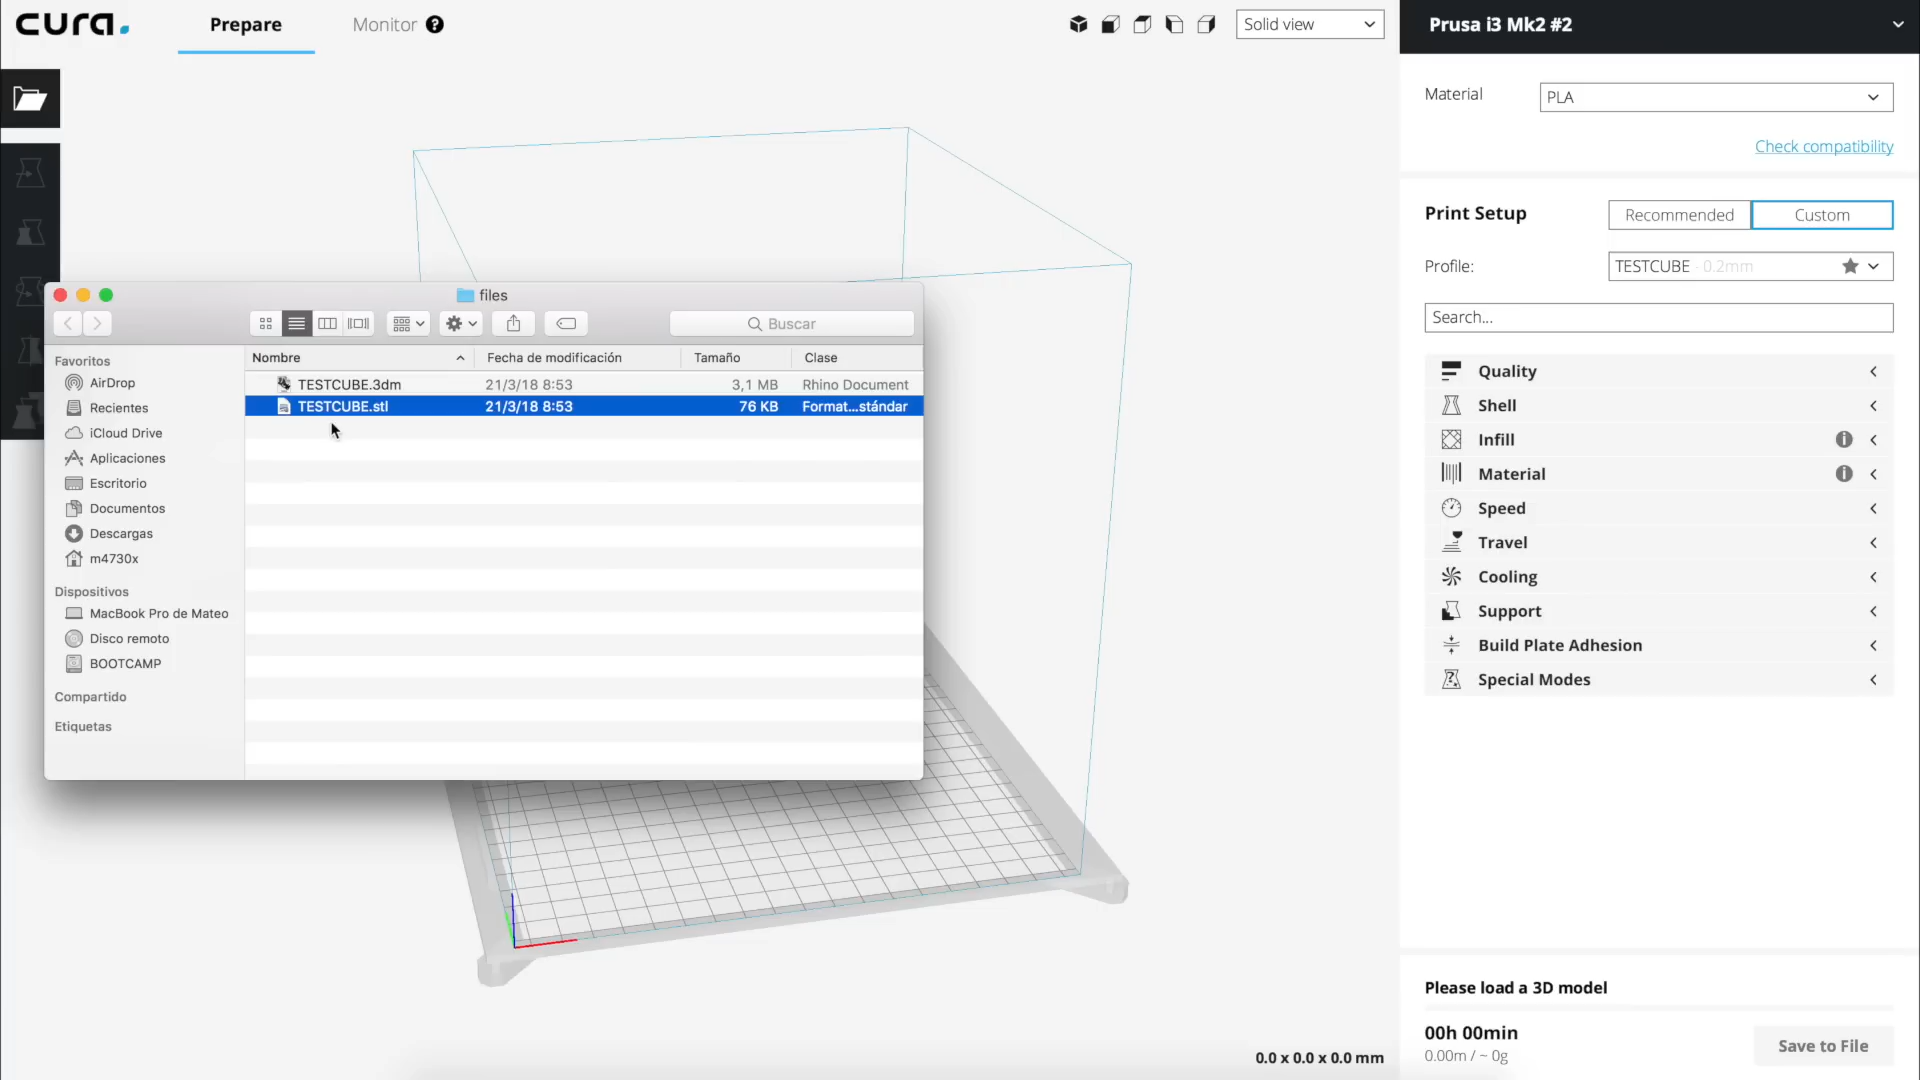 cura.
Prepare
Monitor ?
Solid view
Prusa i3 Mk2 #2
Material
PLA
Check compatibility
Print Setup
Recommended
Custom
Profile:
TESTCUBE - 0.2mm
Search...
Quality
Shell
Infill
Material
Speed
Travel
Cooling
Support
Build Plate Adhesion
Special Modes
files
Buscar
Favoritos
AirDrop
Recientes
iCloud Drive
Aplicaciones
Escritorio
Documentos
Descargas
m4730x
Dispositivos
MacBook Pro de Mateo
Disco remoto
BOOTCAMP
Compartido
Etiquetas
Nombre Fecha de modificación Tamaño Clase
TESTCUBE.3dm 21/3/18 8:53 3,1 MB Rhino Document
TESTCUBE.stl 21/3/18 8:53 76 KB Format...stándar
0.0 x 0.0 x 0.0 mm
Please load a 3D model
00h 00min
0.00m / ~ 0g
Save to File